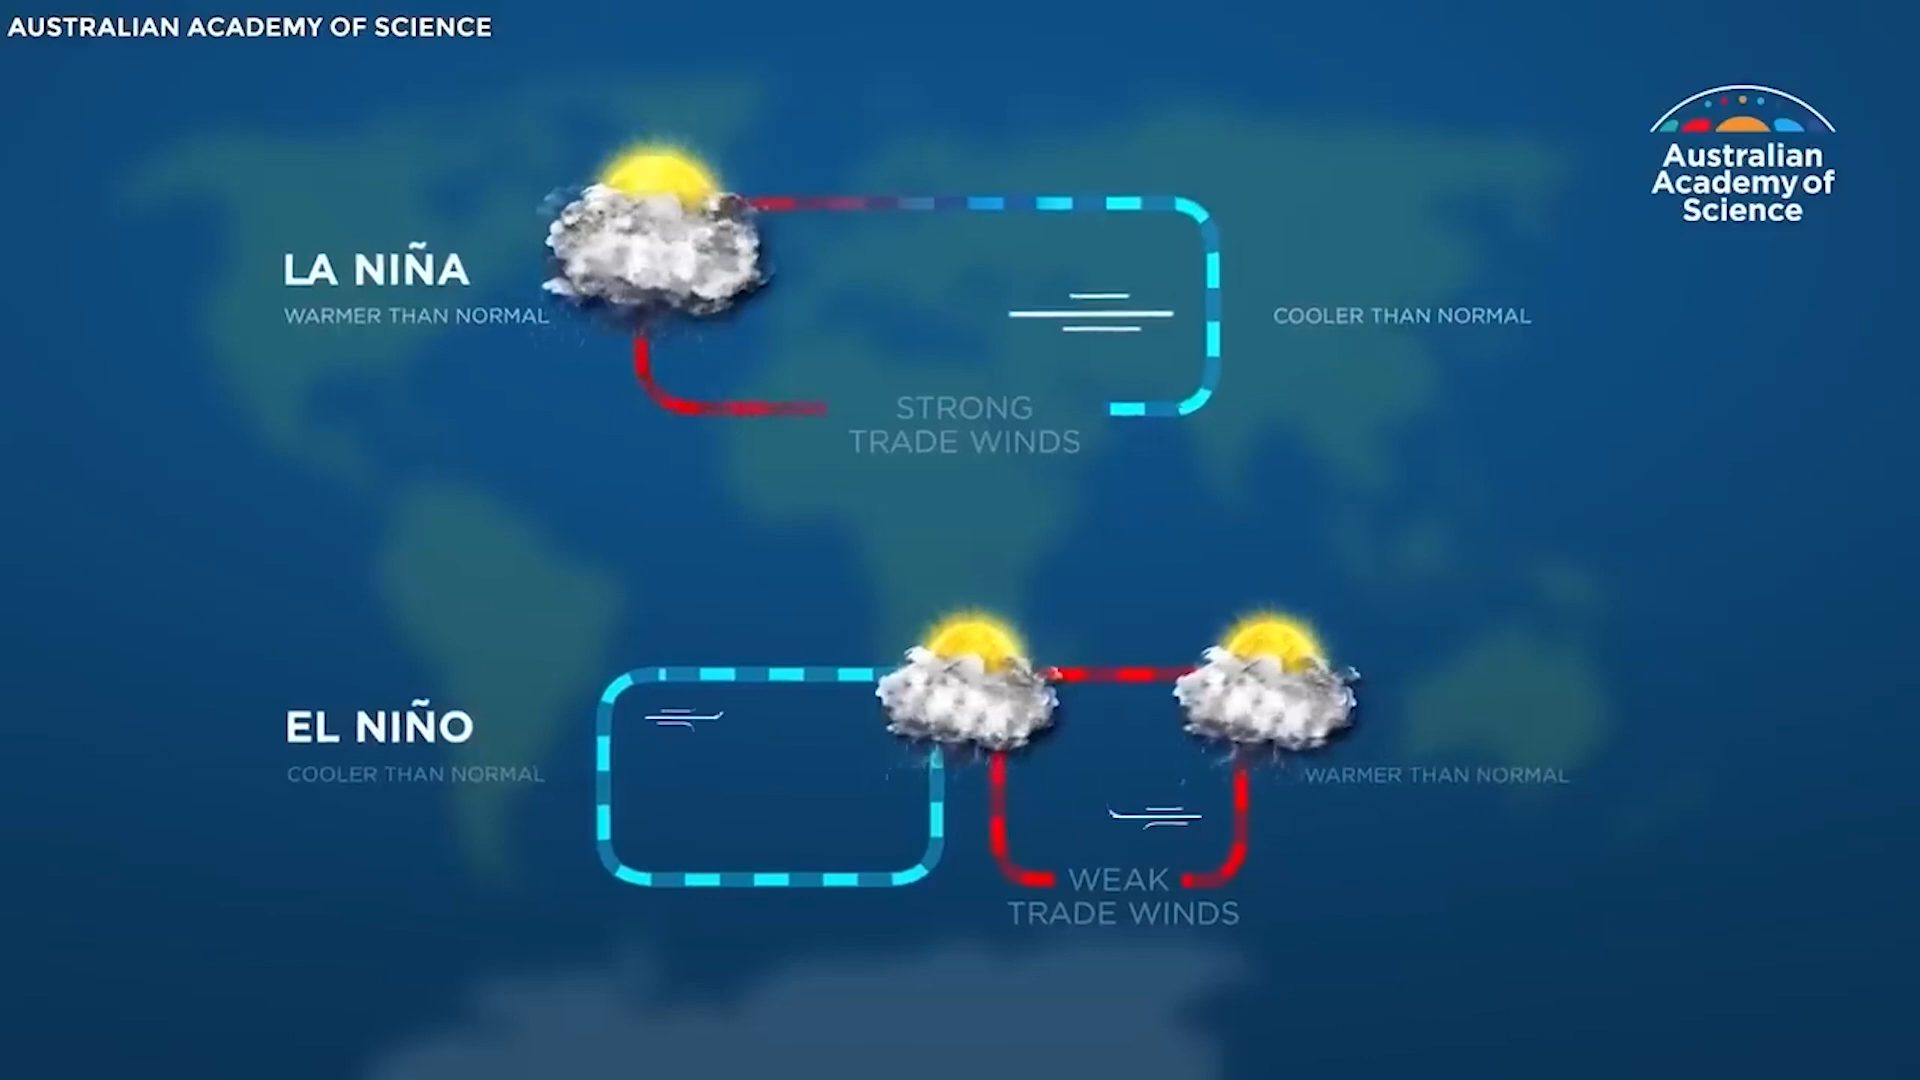 AUSTRALIAN ACADEMY OF SCIENCE
Australian
Academy of
Science
LA NIÑA
WARMER THAN NORMAL
COOLER THAN NORMAL
STRONG
TRADE WINDS
EL NIÑO
COOLER THAN NORMAL
WARMER THAN NORMAL
WEAK
TRADE WINDS